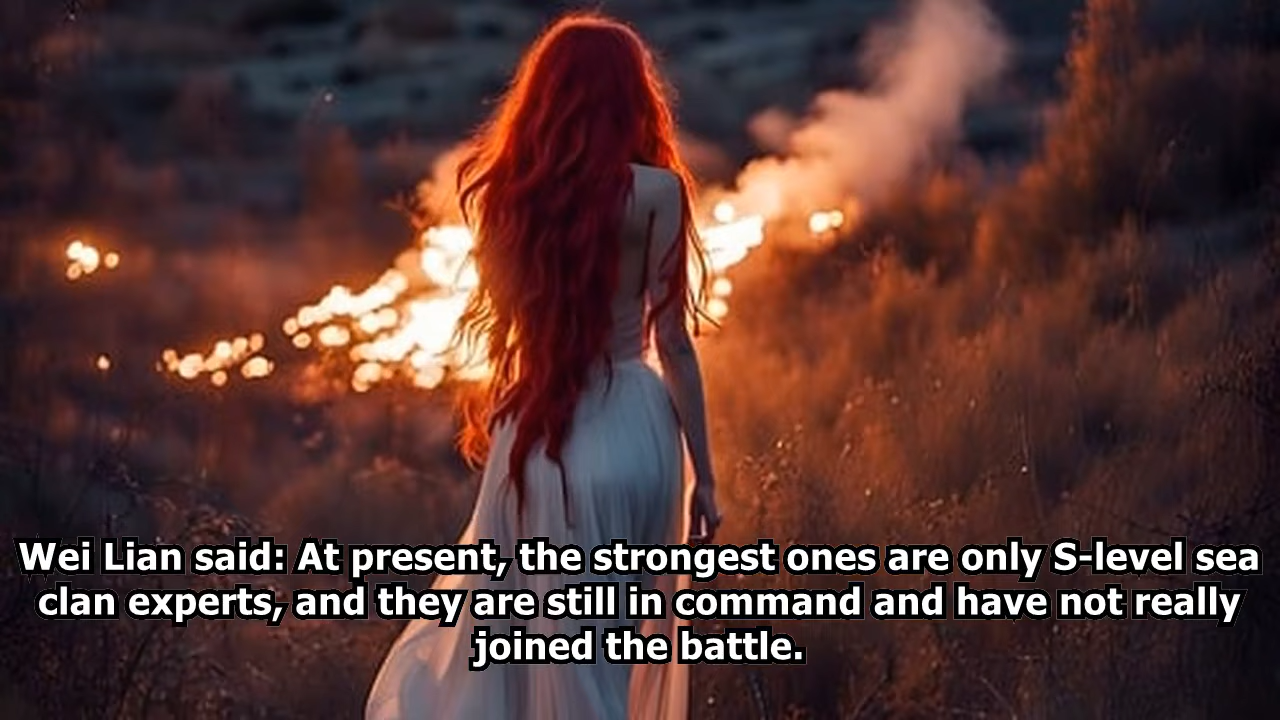 Wei Lian said: At present, the strongest ones are only S-level sea
clan experts, and they are still in command and have not really
joined the battle.